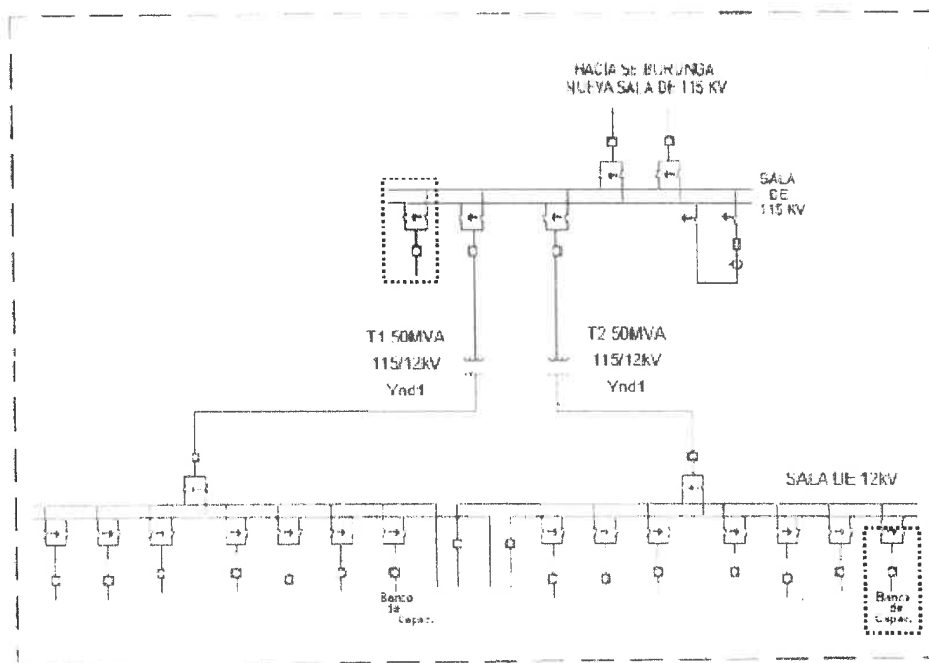 HACIA SE BURUNGA
NUEVA SALA DE 115 KV
SALA
DE
115 KV
T1 50MVA
115/12kV
Ynd1
T2 50MVA
115/12kV
Ynd1
SALA DE 12kV
Banco
de
Capac.
Banco
de
Capac.